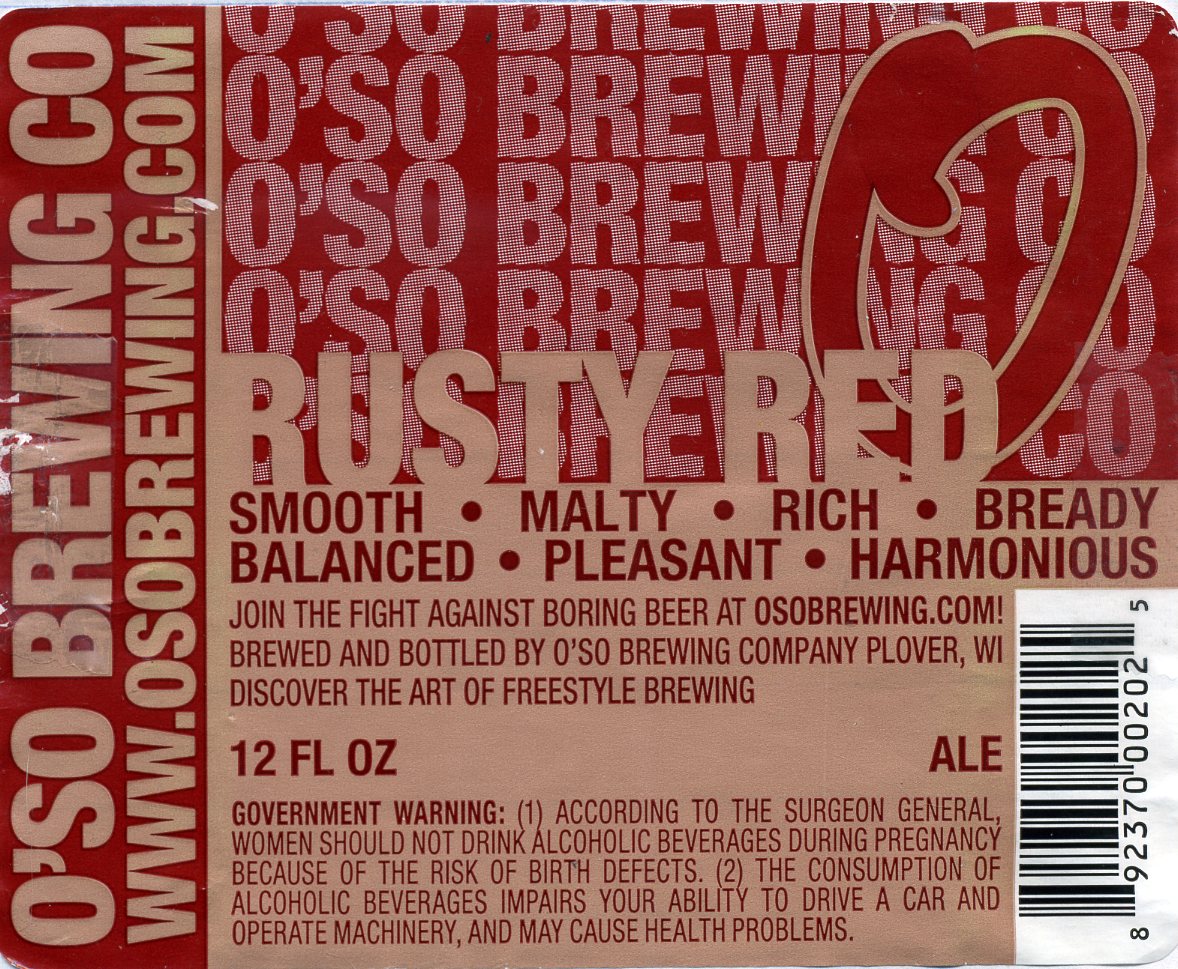 O'SO BREWING CO
WWW.OSOBREWING.COM
O'SO BREWING CO
O'SO BREWING CO
O'SO BREWING CO
O'SO BREWING CO
O'SO BREWING CO
O
RUSTY RED
SMOOTH • MALTY • RICH • BREADY
BALANCED • PLEASANT • HARMONIOUS
JOIN THE FIGHT AGAINST BORING BEER AT OSOBREWING.COM!
BREWED AND BOTTLED BY O'SO BREWING COMPANY PLOVER, WI
DISCOVER THE ART OF FREESTYLE BREWING
12 FL OZ
ALE
GOVERNMENT WARNING: (1) ACCORDING TO THE SURGEON GENERAL,
WOMEN SHOULD NOT DRINK ALCOHOLIC BEVERAGES DURING PREGNANCY
BECAUSE OF THE RISK OF BIRTH DEFECTS. (2) THE CONSUMPTION OF
ALCOHOLIC BEVERAGES IMPAIRS YOUR ABILITY TO DRIVE A CAR AND
OPERATE MACHINERY, AND MAY CAUSE HEALTH PROBLEMS.
8 92370 00202 5